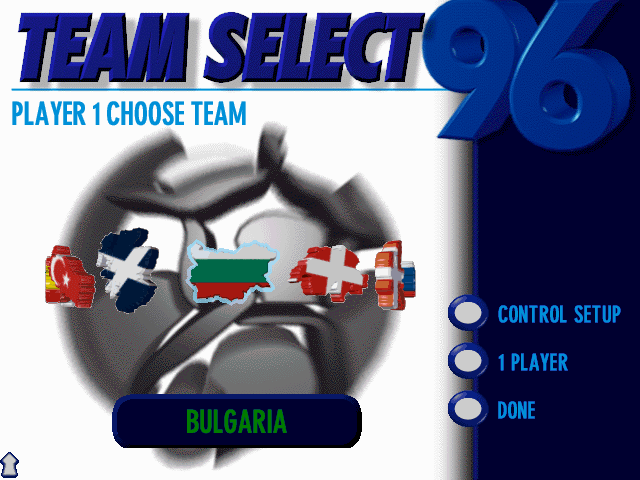 TEAM SELECT
96
PLAYER 1 CHOOSE TEAM
CONTROL SETUP
1 PLAYER
DONE
BULGARIA